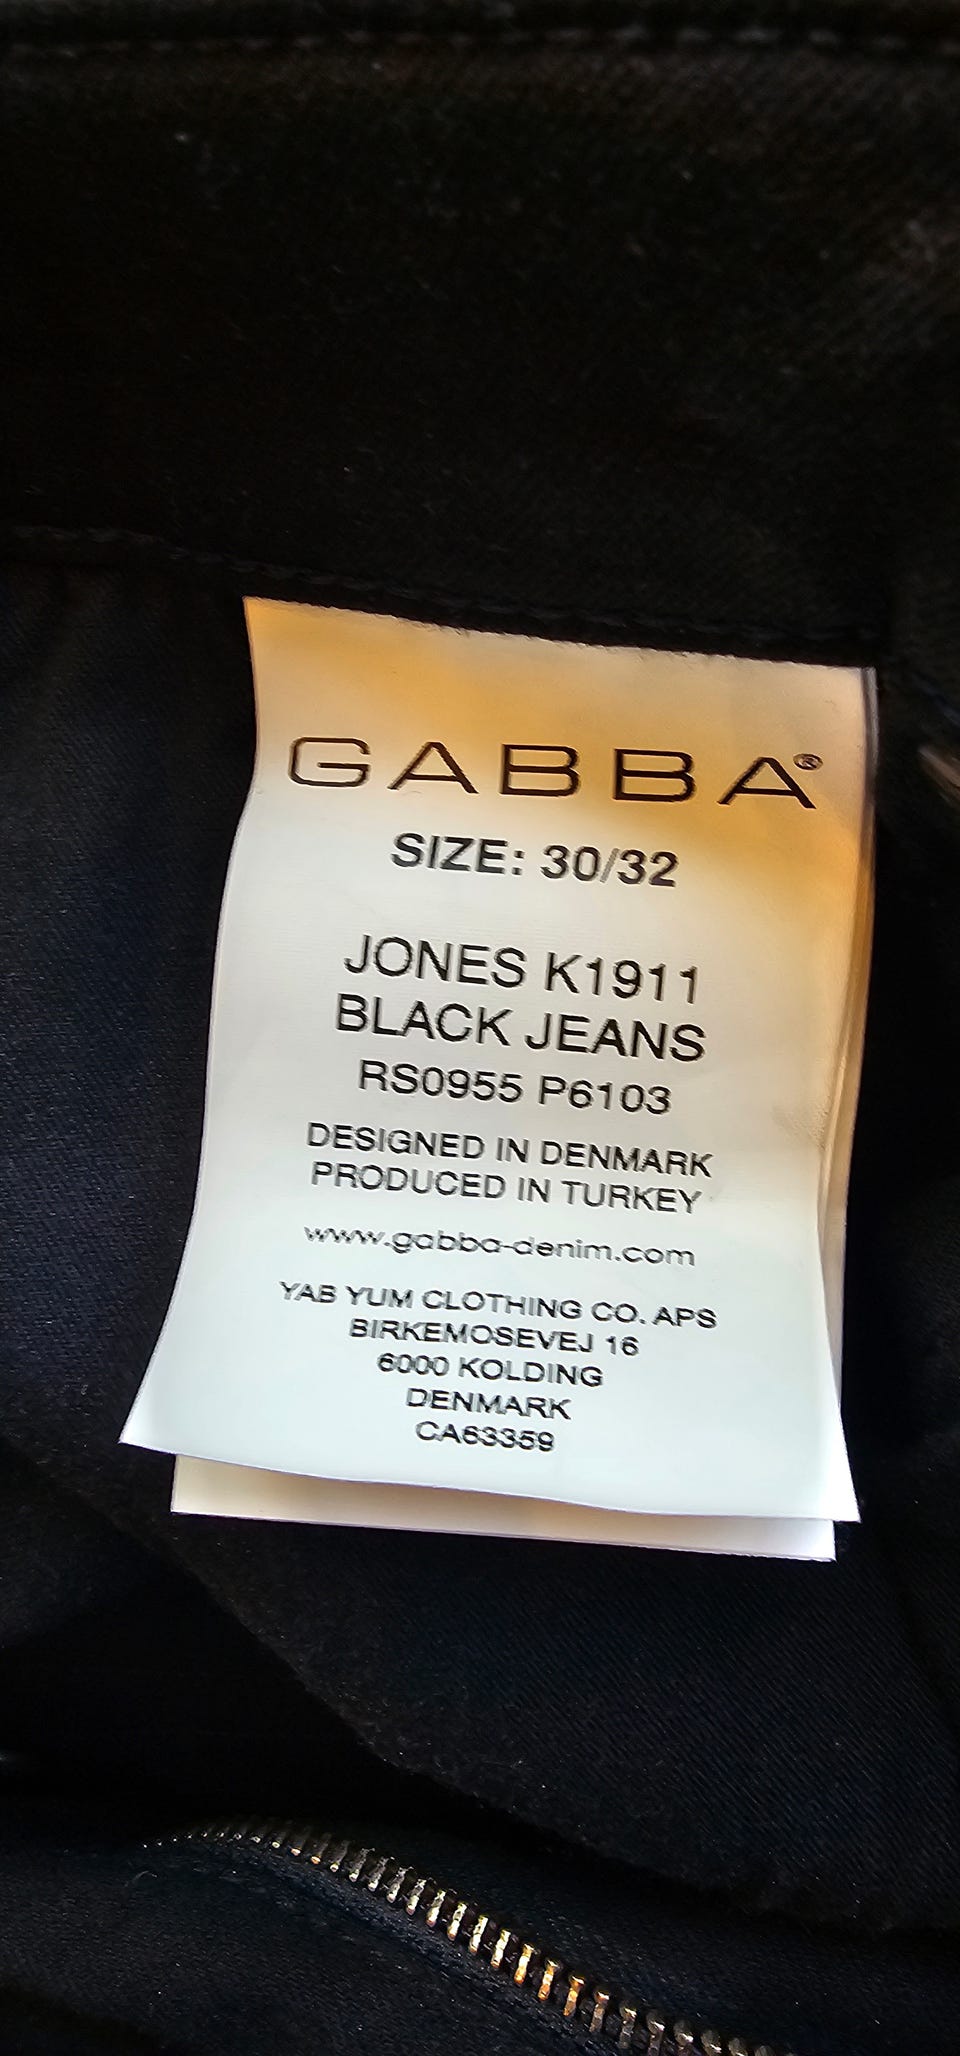 GABBA®
SIZE: 30/32
JONES K1911
BLACK JEANS
RS0955 P6103
DESIGNED IN DENMARK
PRODUCED IN TURKEY
www.gabba-denim.com
YAB YUM CLOTHING CO. APS
BIRKEMOSEVEJ 16
6000 KOLDING
DENMARK
CA63359